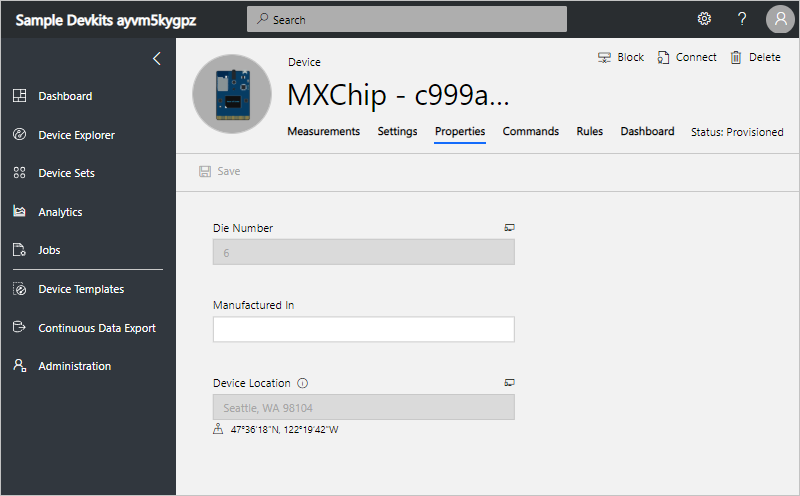 Sample Devkits ayvm5kygpz
Search
?
Dashboard
Device Explorer
Device Sets
Analytics
Jobs
Device Templates
Continuous Data Export
Administration
Device
MXChip - c999a...
Block
Connect
Delete
Measurements
Settings
Properties
Commands
Rules
Dashboard
Status: Provisioned
Save
Die Number
6
Manufactured In
Device Location
Seattle, WA 98104
47°36'18"N, 122°19'42"W